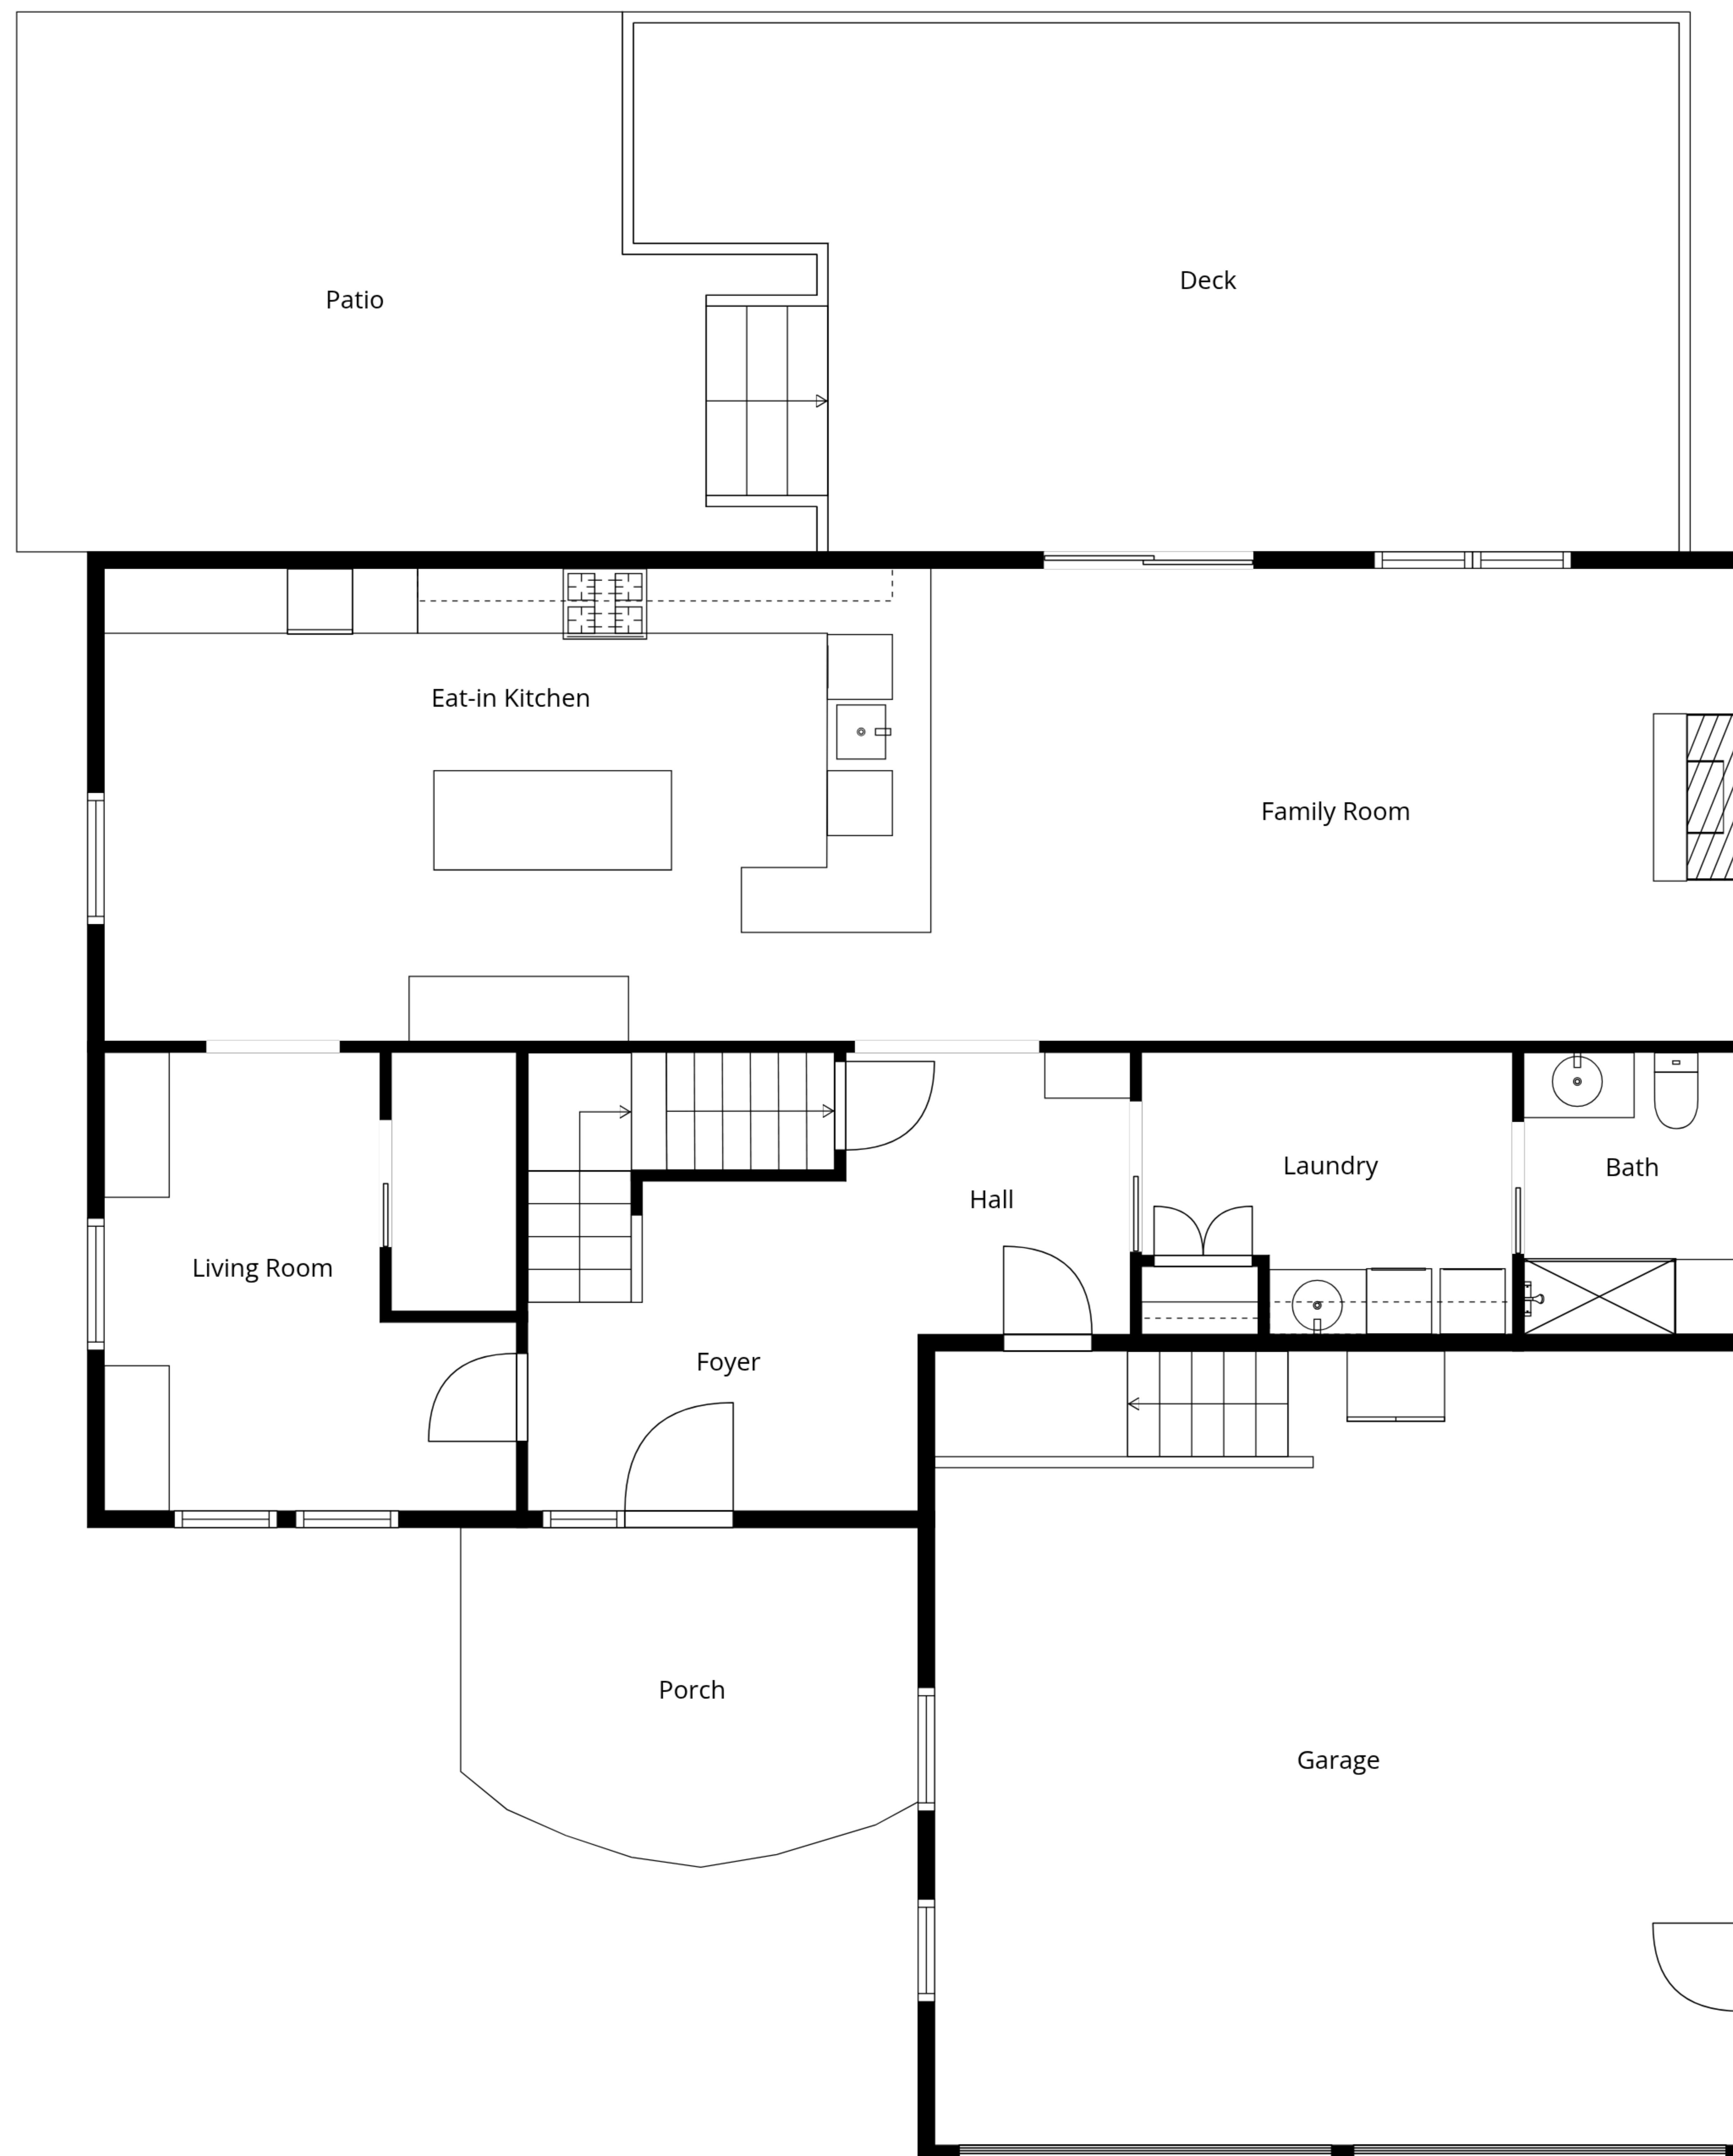 Deck
Patio
Eat-in Kitchen
Family Room
Laundry
Bath
Hall
Living Room
Foyer
Porch
Garage